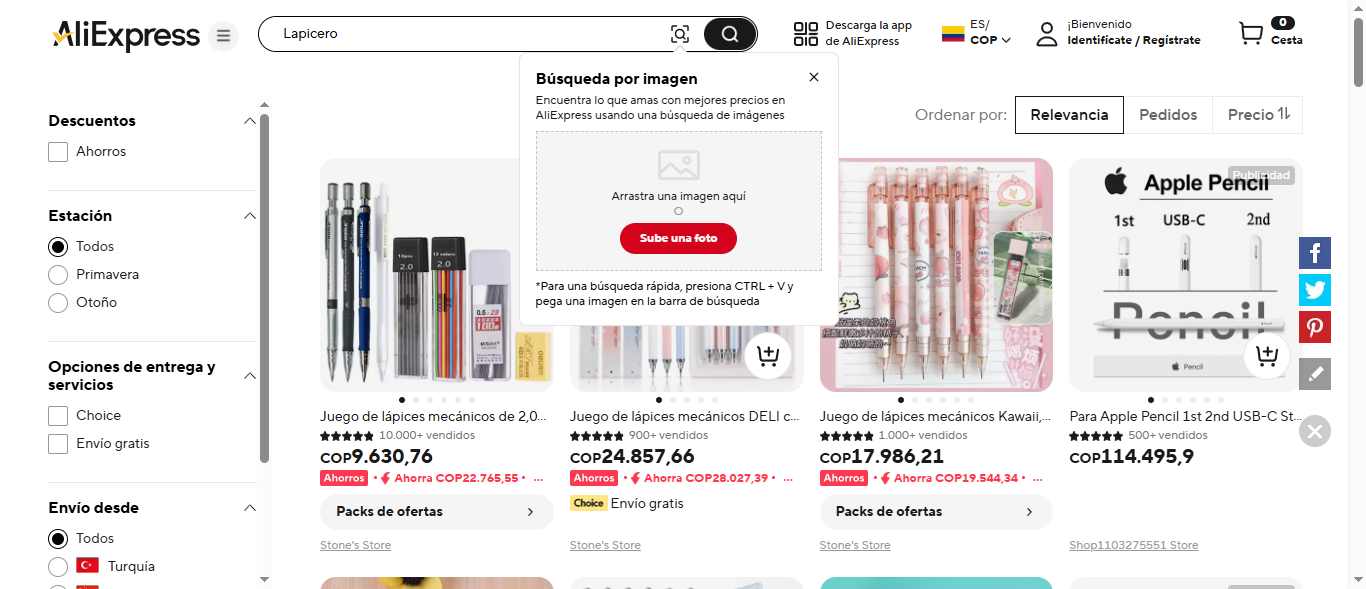 AliExpress
Lapicero
Descarga la app
de AliExpress
ES/
COP
¡Bienvenido
Identifícate / Regístrate
0
Cesta
Búsqueda por imagen
Encuentra lo que amas con mejores precios en
AliExpress usando una búsqueda de imágenes
Arrastra una imagen aquí
O
Sube una foto
*Para una búsqueda rápida, presiona CTRL + V y
pega una imagen en la barra de búsqueda
Ordenar por:
Relevancia
Pedidos
Precio
Descuentos
Ahorros
Estación
Todos
Primavera
Otoño
Opciones de entrega y
servicios
Choice
Envío gratis
Envío desde
Todos
Turquía
2.0
2.0
Publicidad
Apple Pencil
1st
USB-C
2nd
Pencil
Pencil
Juego de lápices mecánicos de 2,0...
10.000+ vendidos
COP9.630,76
Ahorros
Ahorra COP22.765,55
...
Packs de ofertas
Stone's Store
Juego de lápices mecánicos DELI c...
900+ vendidos
COP24.857,66
Ahorros
Ahorra COP28.027,39
...
Choice Envío gratis
Stone's Store
Juego de lápices mecánicos Kawaii,...
1.000+ vendidos
COP17.986,21
Ahorros
Ahorra COP19.544,34
...
Packs de ofertas
Stone's Store
Para Apple Pencil 1st 2nd USB-C St...
500+ vendidos
COP114.495,9
Shop1103275551 Store